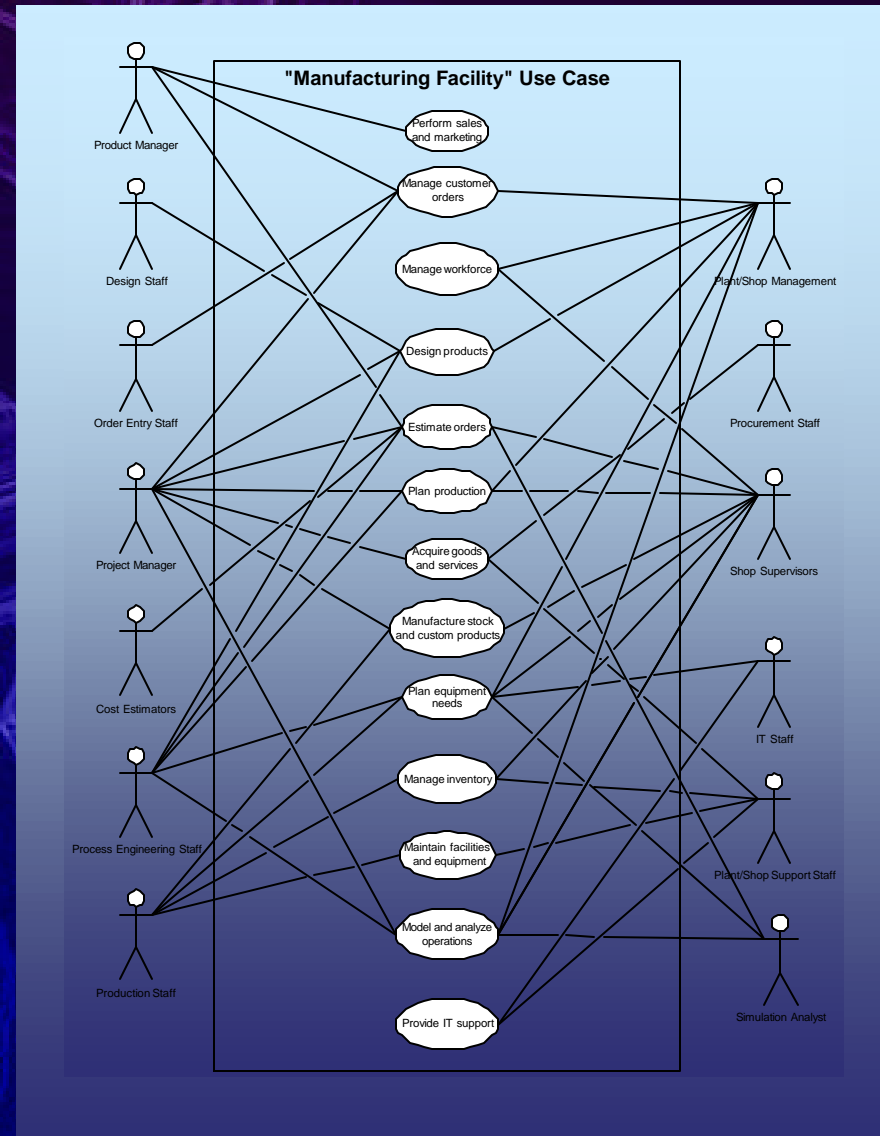 "Manufacturing Facility" Use Case
Product Manager
Design Staff
Order Entry Staff
Project Manager
Cost Estimators
Process Engineering Staff
Production Staff
Perform sales
and marketing
Manage customer
orders
Manage workforce
Design products
Estimate orders
Plan production
Acquire goods
and services
Manufacture stock
and custom products
Plan equipment
needs
Manage inventory
Maintain facilities
and equipment
Model and analyze
operations
Provide IT support
Plant/Shop Management
Procurement Staff
Shop Supervisors
IT Staff
Plant/Shop Support Staff
Simulation Analyst